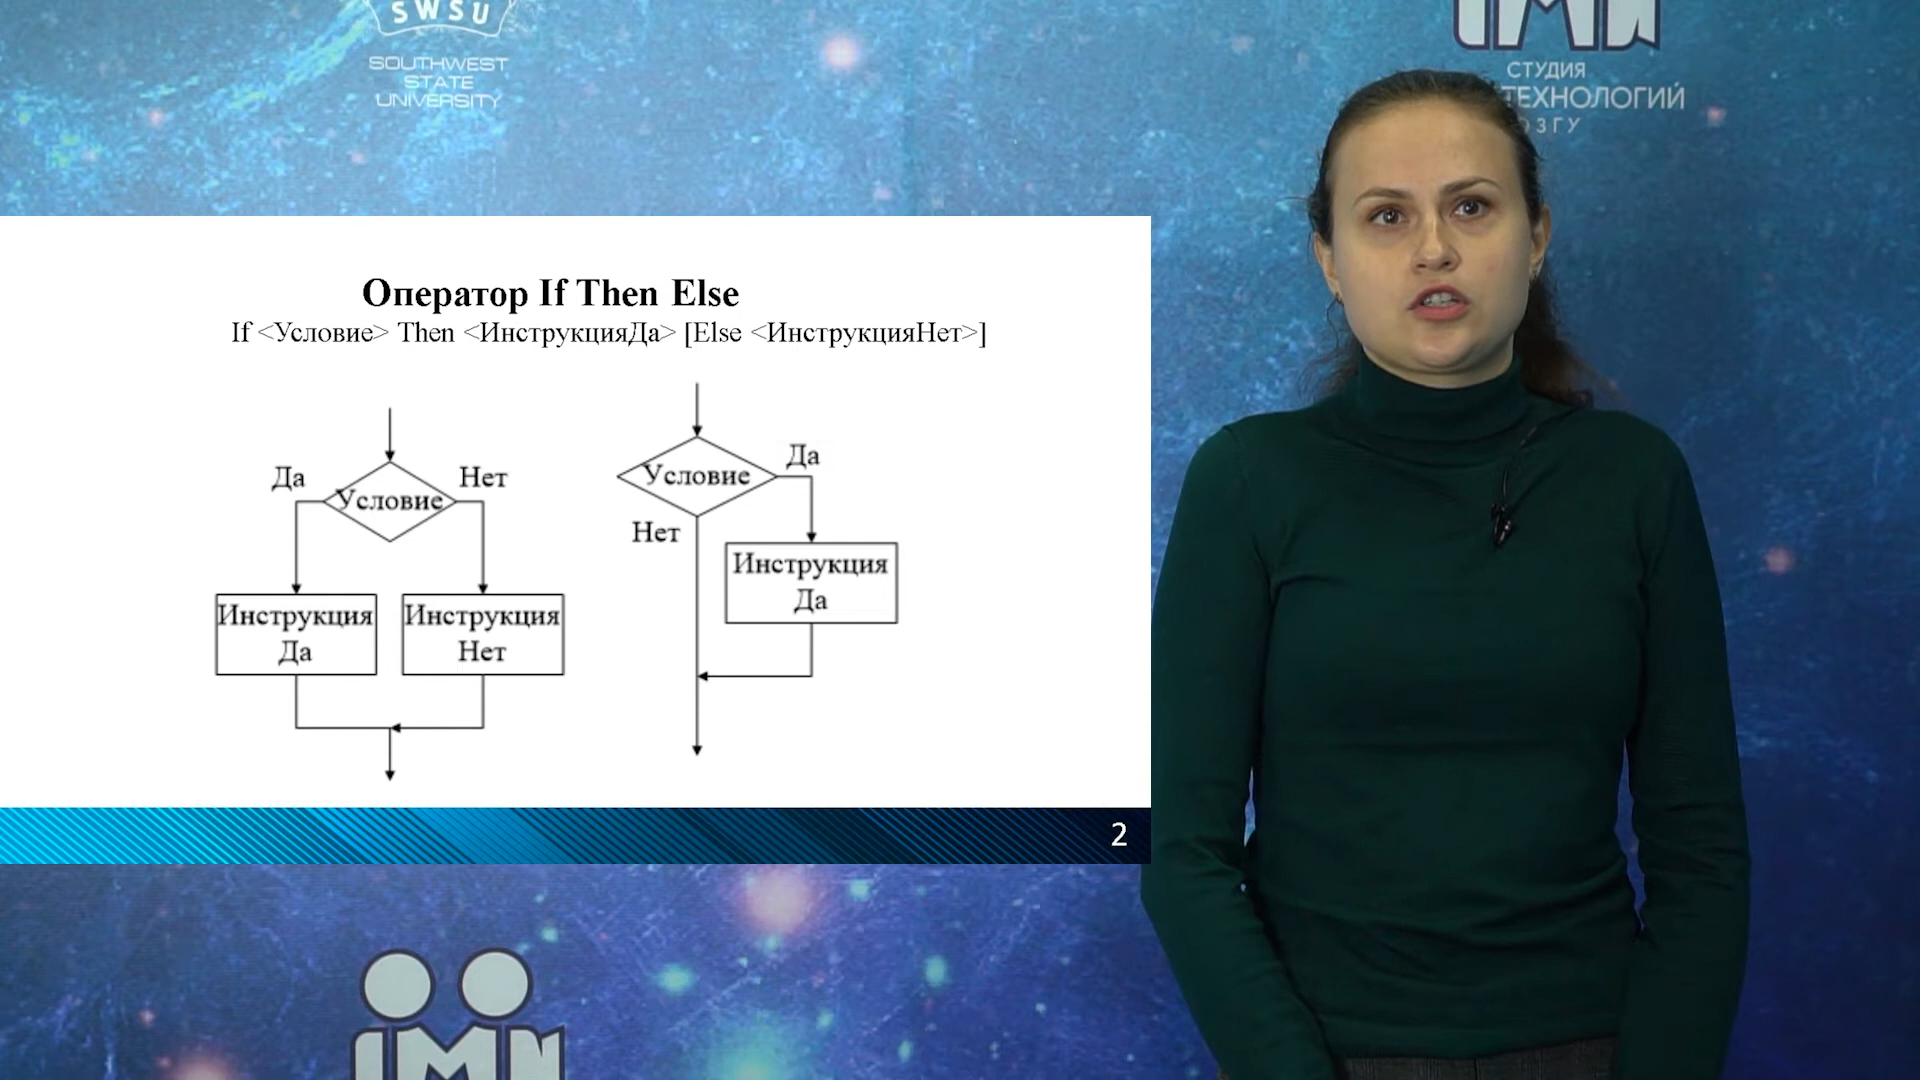 SWSU
SOUTHWEST
STATE
UNIVERSITY
СТУДИЯ
ТЕХНОЛОГИЙ
ОЗГУ
Оператор If Then Else
If <Условие> Then <ИнструкцияДа> [Else <ИнструкцияНет>]
Да
Условие
Нет
Инструкция
Да
Инструкция
Нет
Условие
Да
Нет
Инструкция
Да
2